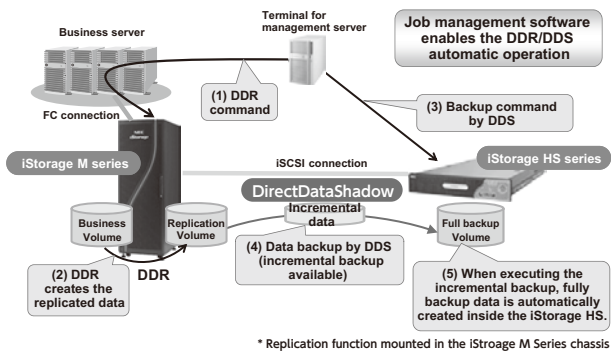 Business server
Terminal for
management server
Job management software
enables the DDR/DDS
automatic operation
(1) DDR
command
(3) Backup command
by DDS
FC connection
NEC
iStorage
iStorage M series
iSCSI connection
iStorage HS series
DirectDataShadow
Business
Volume
Replication
Volume
Incremental
data
Full backup
Volume
(2) DDR
creates the
replicated data
DDR
(4) Data backup by DDS
(incremental backup
available)
(5) When executing the
incremental backup, fully
backup data is automatically
created inside the iStorage HS.
* Replication function mounted in the iStroage M Series chassis